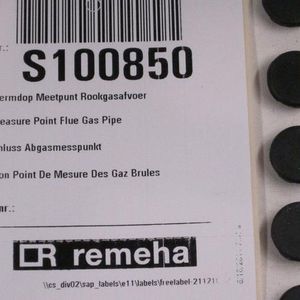 r.:
S100850
ermdop Meetpunt Rookgasafvoer
easure Point Flue Gas Pipe
hluss Abgasmesspunkt
on Point De Mesure Des Gaz Brules
nr.:
remeha
\\cs_div02\sap_labels\e11\labels\freelabel-21121